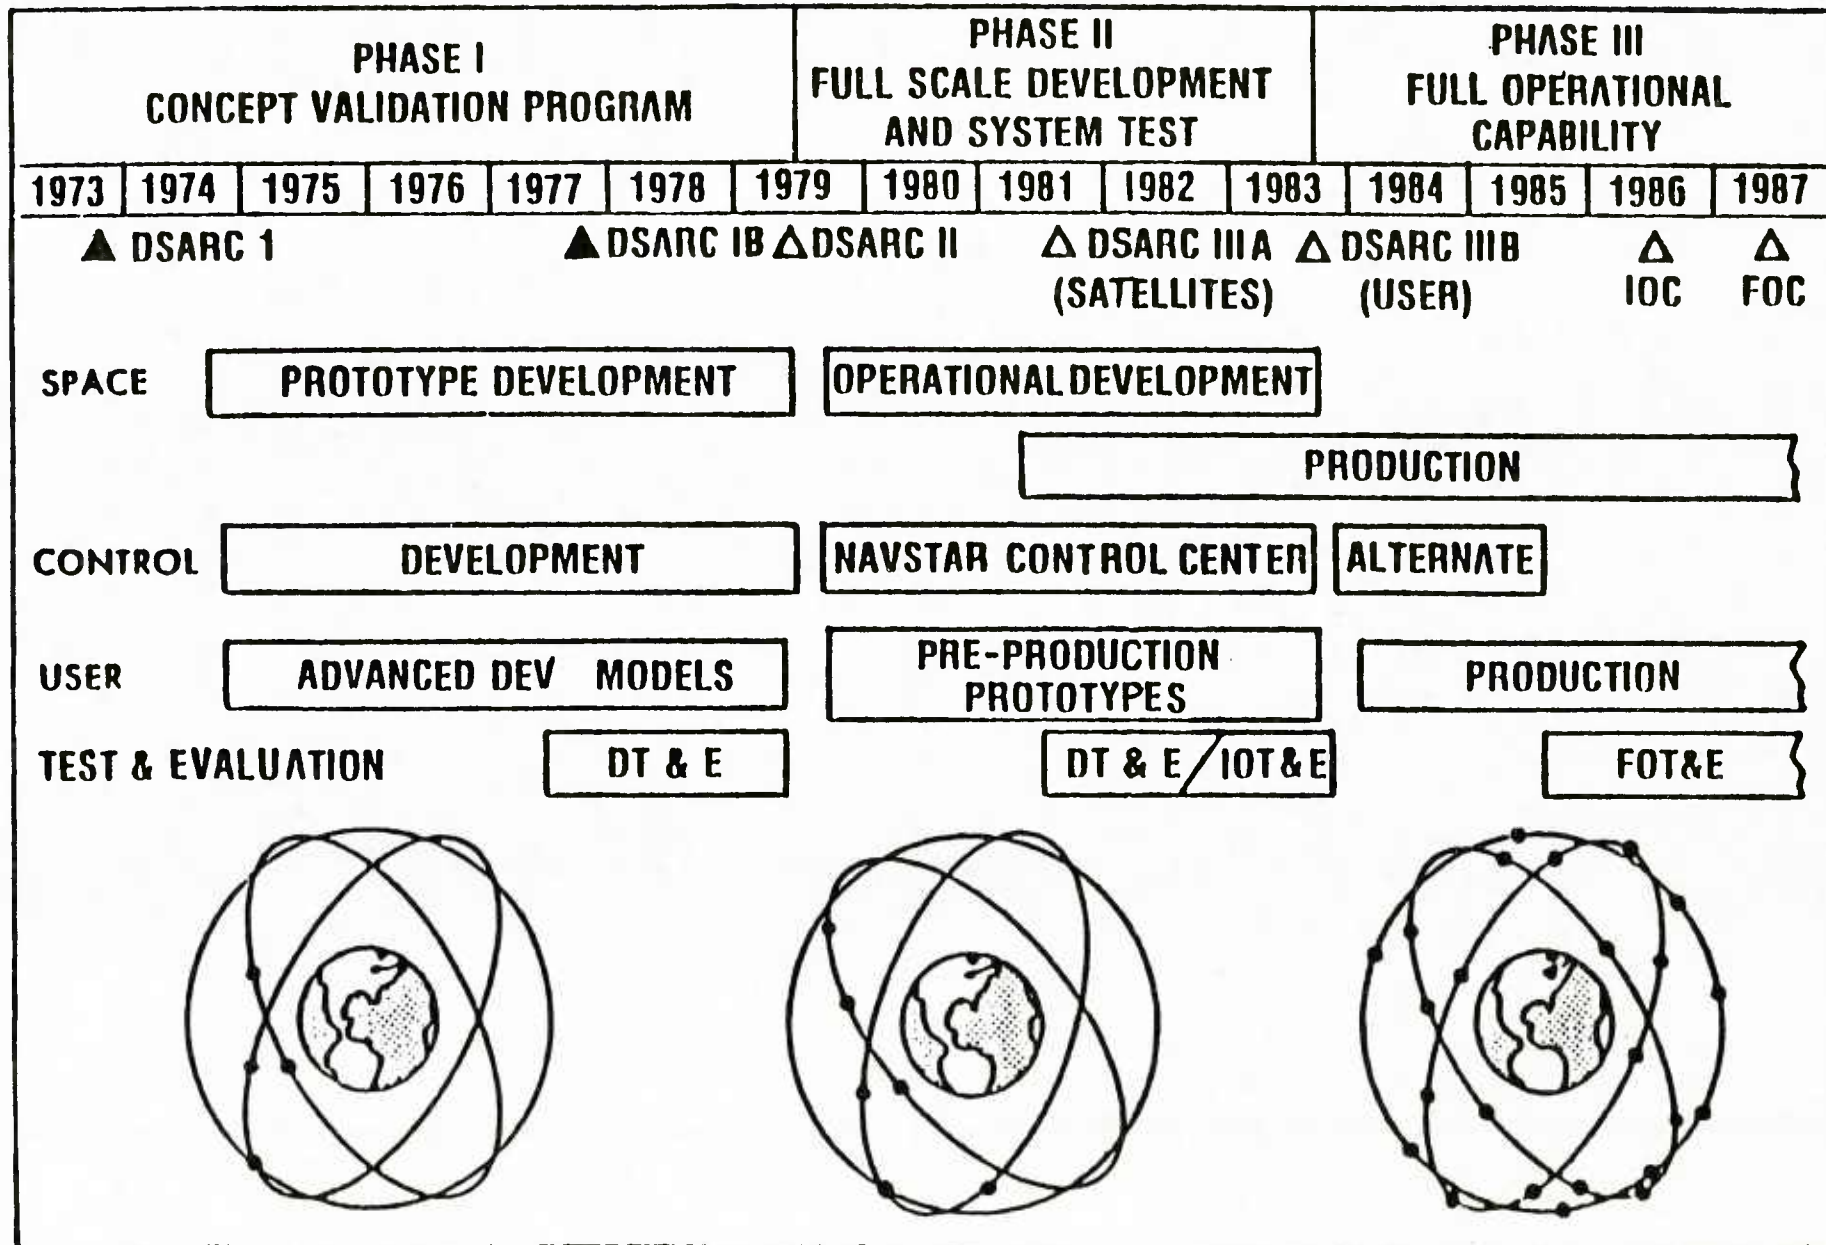 PHASE I
CONCEPT VALIDATION PROGRAM
PHASE II
FULL SCALE DEVELOPMENT
AND SYSTEM TEST
PHASE III
FULL OPERATIONAL
CAPABILITY
1973 1974 1975 1976 1977 1978 1979 1980 1981 1982 1983 1984 1985 1986 1987
DSARC 1 DSARC IB DSARC II DSARC IIIA DSARC IIIB
(SATELLITES) (USER) IOC FOC
SPACE PROTOTYPE DEVELOPMENT OPERATIONAL DEVELOPMENT
PRODUCTION
CONTROL DEVELOPMENT NAVSTAR CONTROL CENTER ALTERNATE
USER ADVANCED DEV MODELS PRE-PRODUCTION
PROTOTYPES PRODUCTION
TEST & EVALUATION DT & E DT & E/IOT&E FOT&E